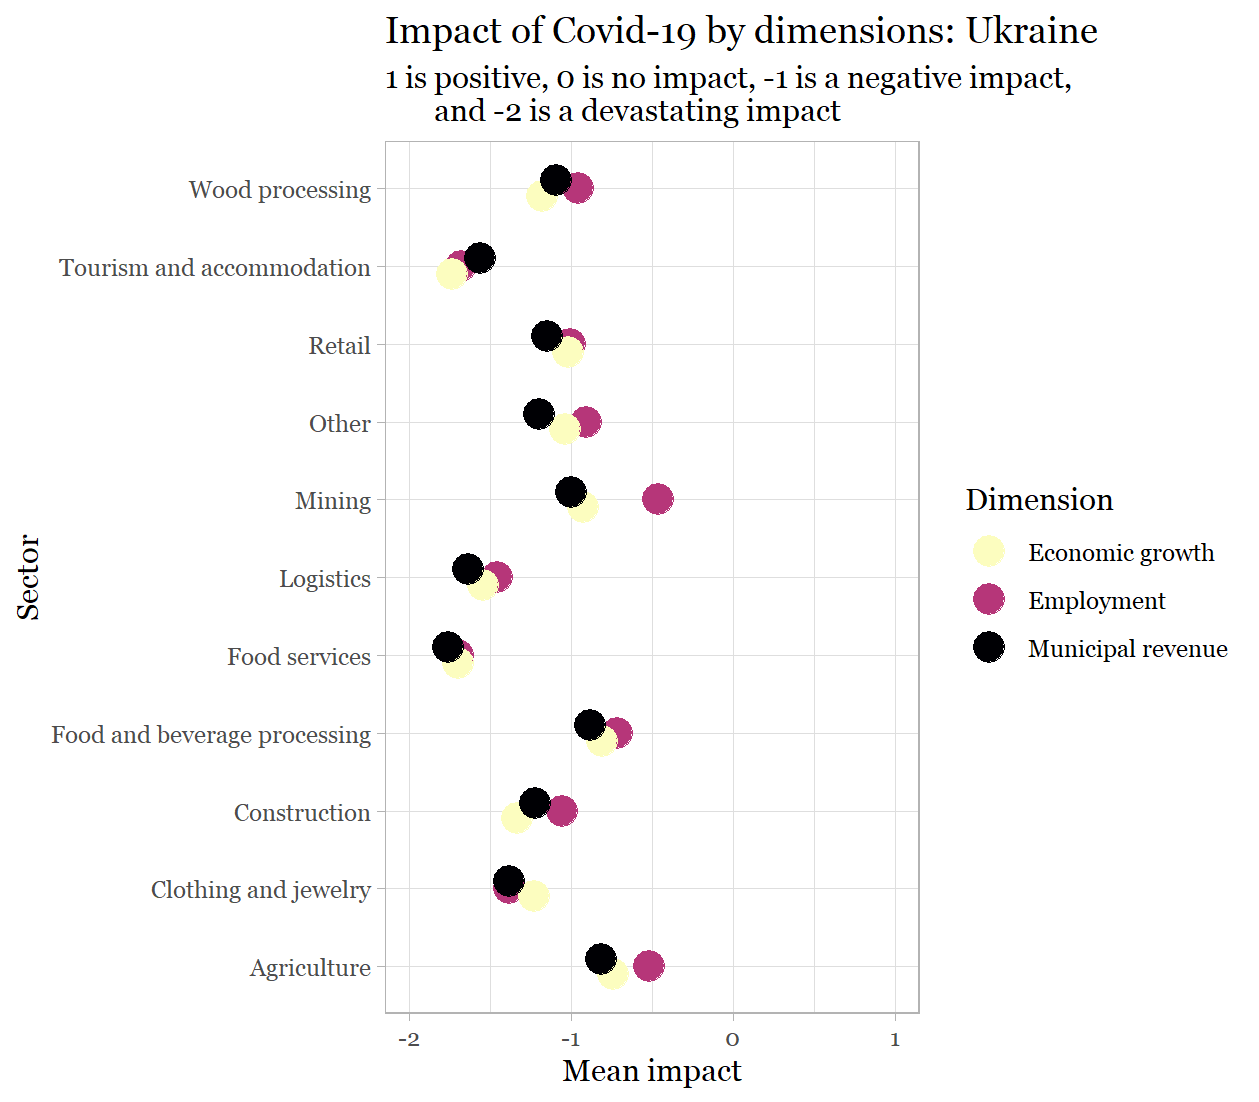 Impact of Covid-19 by dimensions: Ukraine
1 is positive, 0 is no impact, -1 is a negative impact,
and -2 is a devastating impact
Wood processing
Tourism and accommodation
Retail
Other
Mining
Logistics
Food services
Food and beverage processing
Construction
Clothing and jewelry
Agriculture
Sector
-2 -1 0 1
Mean impact
Dimension
Economic growth
Employment
Municipal revenue